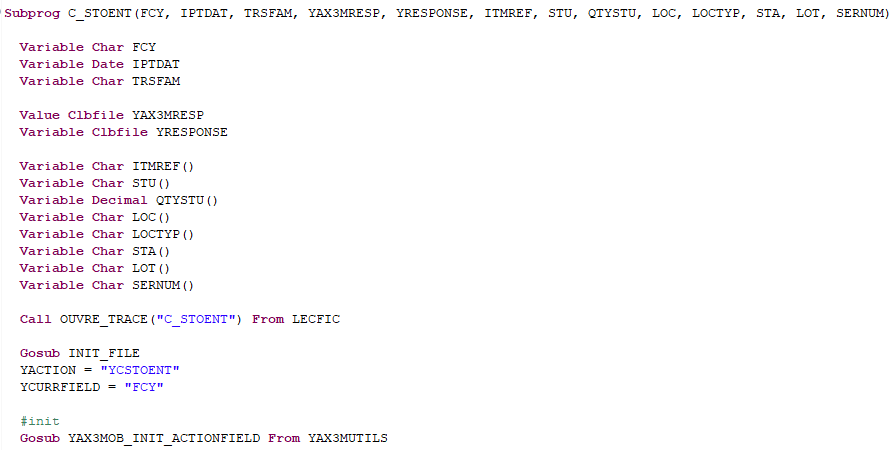 Subprog C_STOENT(FCY, IPTDAT, TRSFAM, YAX3MRESP, YRESPONSE, ITMREF, STU, QTYSTU, LOC, LOCTYP, STA, LOT, SERNUM)
Variable Char FCY
Variable Date IPTDAT
Variable Char TRSFAM
Value Clbfile YAX3MRESP
Variable Clbfile YRESPONSE
Variable Char ITMREF()
Variable Char STU()
Variable Decimal QTYSTU()
Variable Char LOC()
Variable Char LOCTYP()
Variable Char STA()
Variable Char LOT()
Variable Char SERNUM()
Call OUVRE_TRACE("C_STOENT") From LECFIC
Gosub INIT_FILE
YACTION = "YCSTOENT"
YCURRFIELD = "FCY"
#init
Gosub YAX3MOB_INIT_ACTIONFIELD From YAX3MUTILS